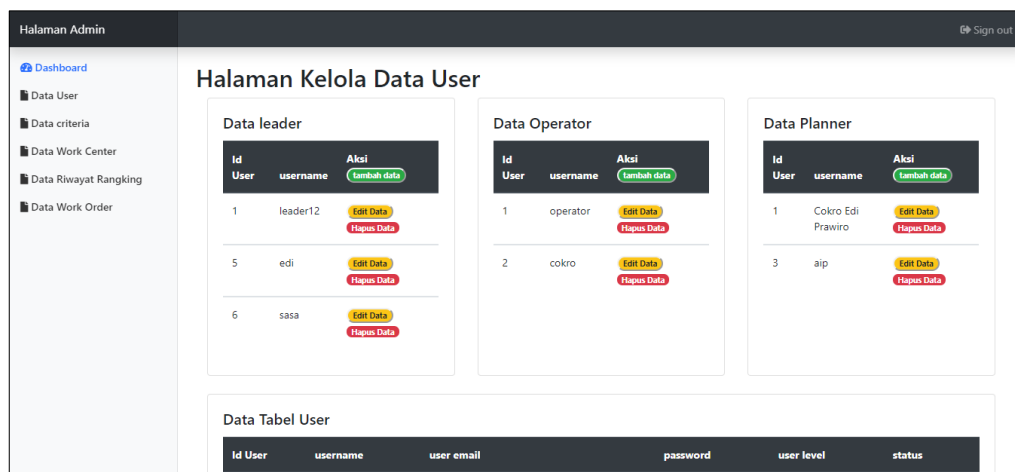 Halaman Admin
Sign out
Dashboard
Data User
Data criteria
Data Work Center
Data Riwayat Rangking
Data Work Order
Halaman Kelola Data User
Data leader
Id User username Aksi tambah data
1 leader12 Edit Data Hapus Data
5 edi Edit Data Hapus Data
6 sasa Edit Data Hapus Data
Data Operator
Id User username Aksi tambah data
1 operator Edit Data Hapus Data
2 cokro Edit Data Hapus Data
Data Planner
Id User username Aksi tambah data
1 Cokro Edi Prawiro Edit Data Hapus Data
3 aip Edit Data Hapus Data
Data Tabel User
Id User username user email password user level status